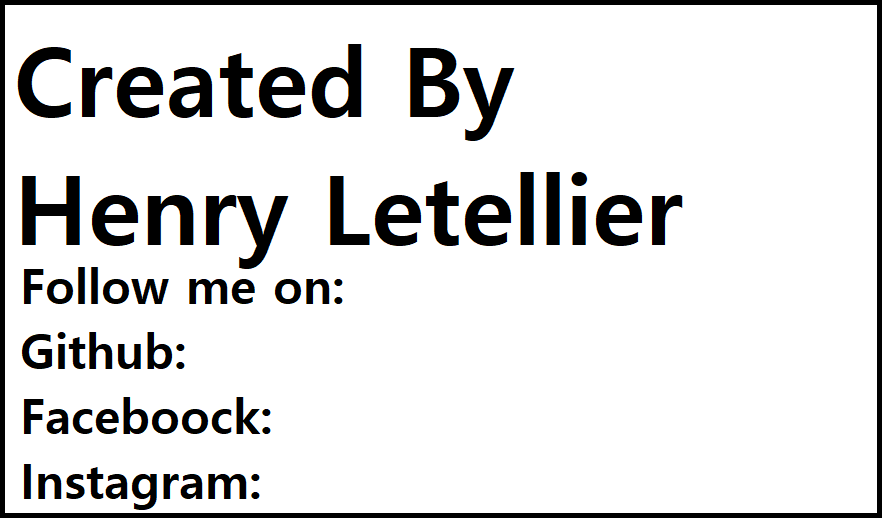 Created By
Henry Letellier
Follow me on:
Github:
Faceboock:
Instagram: